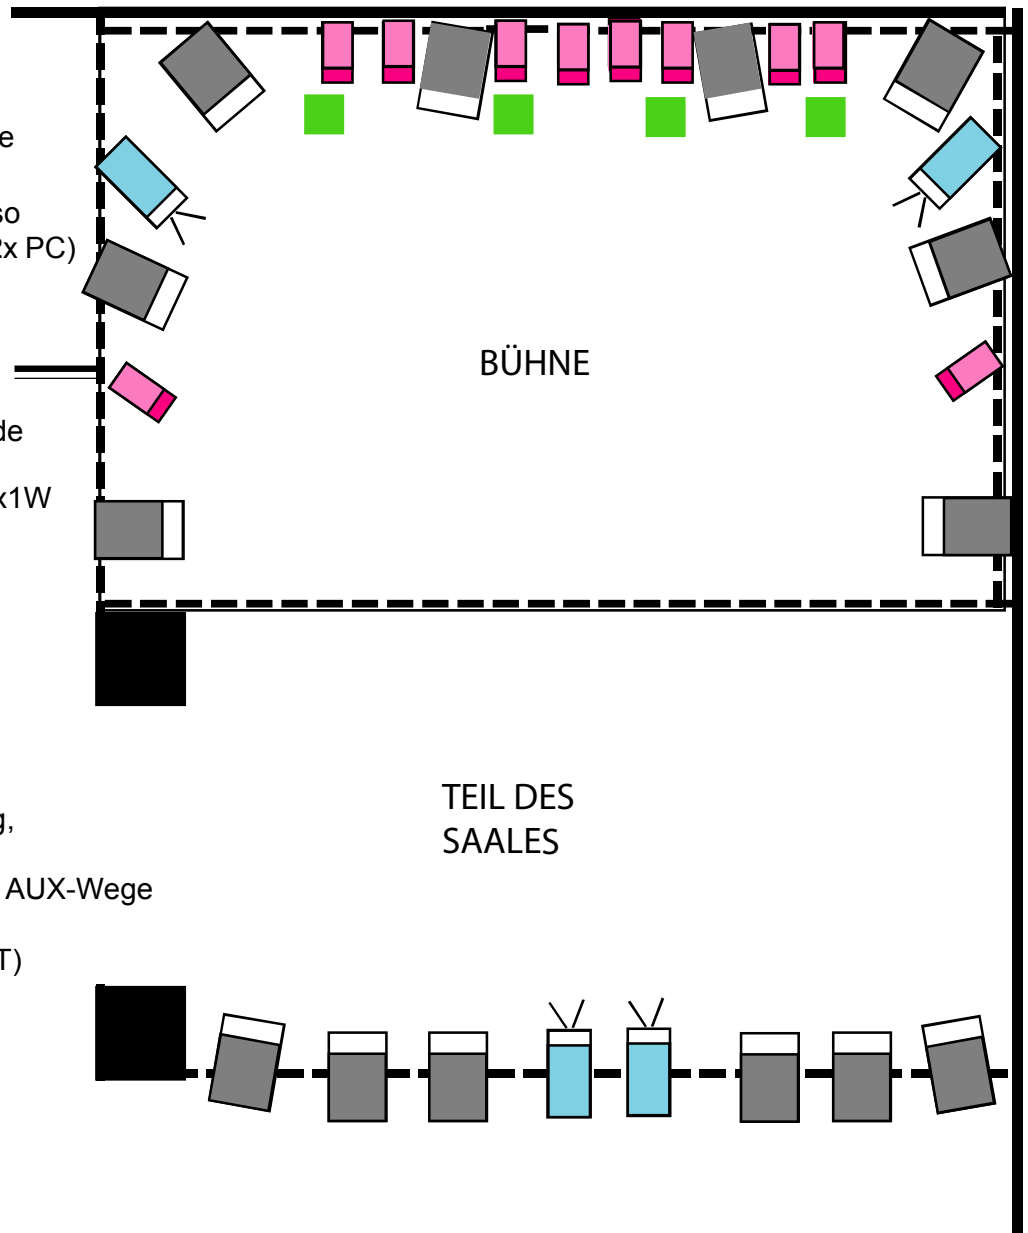 e
so
2x PC)
BÜHNE
de
x1W
TEIL DES
SAALES
g,
AUX-Wege
T)